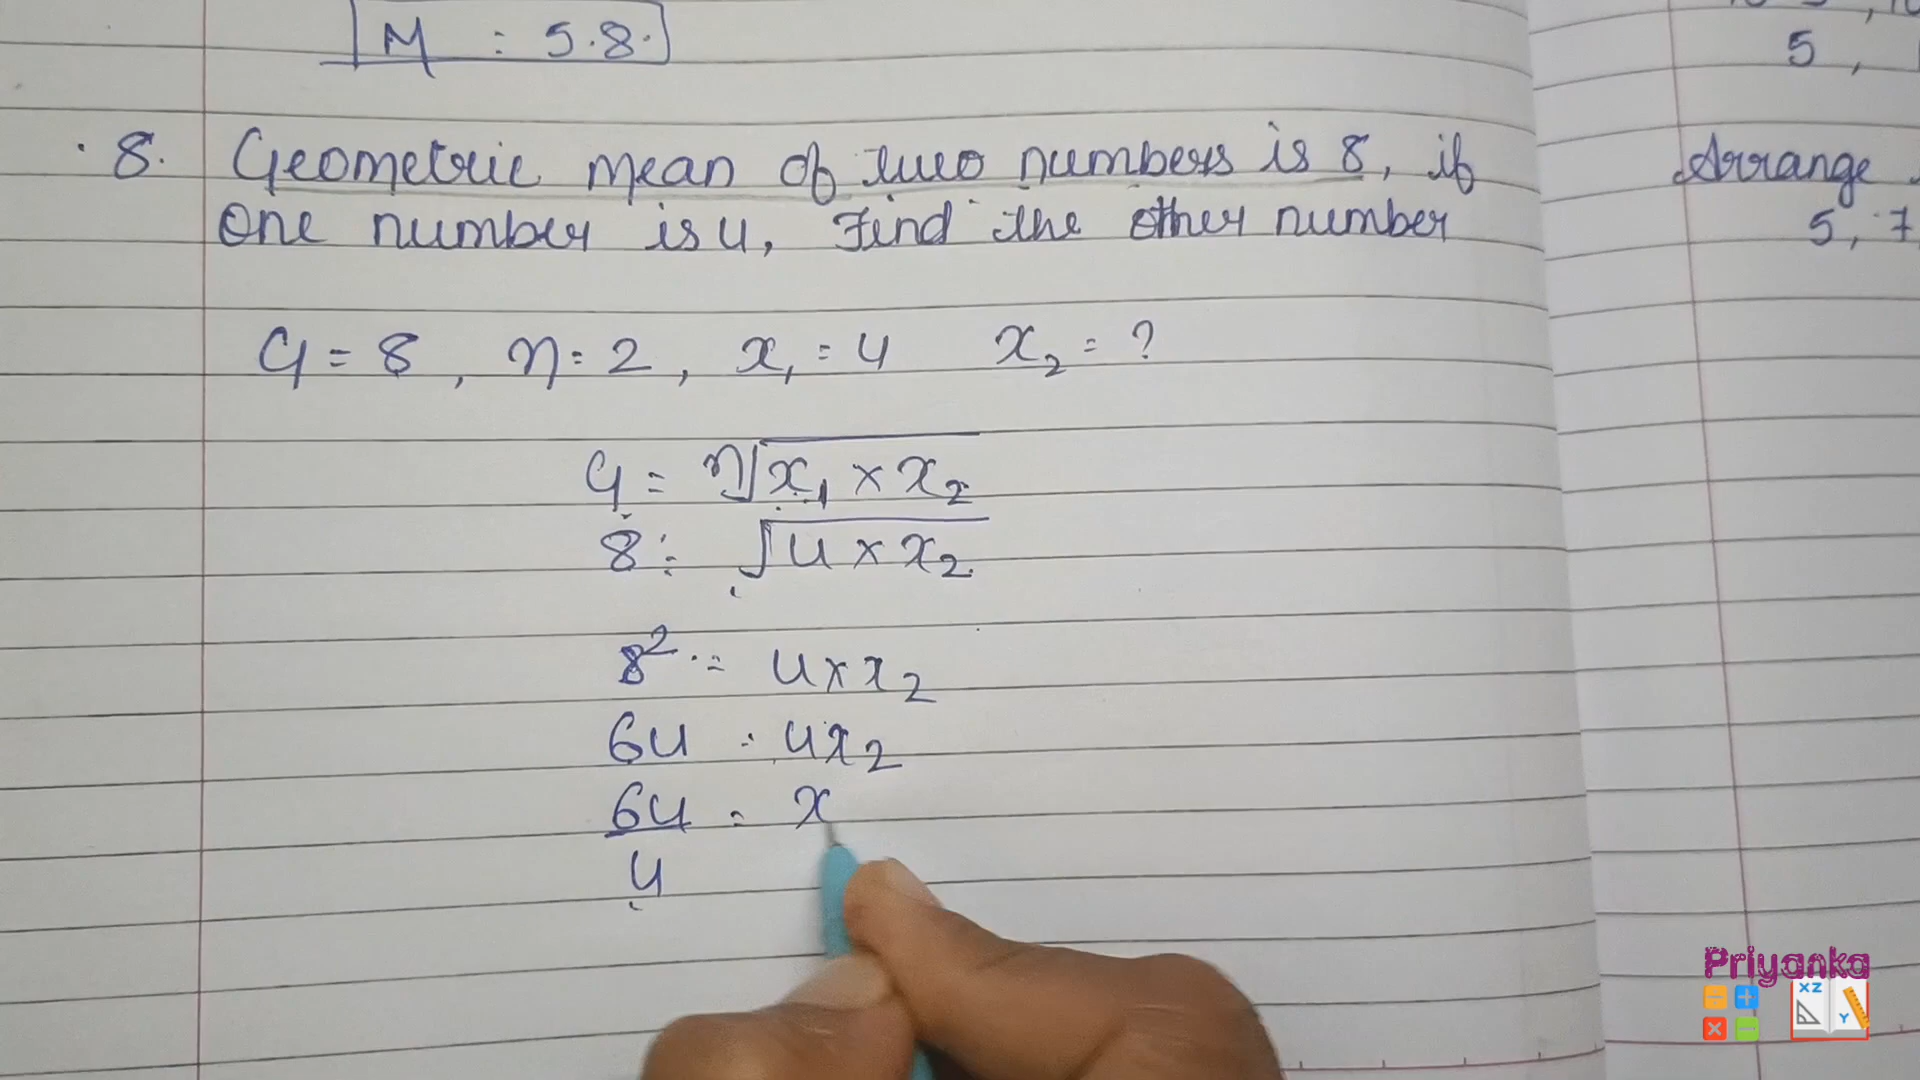 M : 5.8.
8. Geometric mean of two numbers is 8, if
one number is 4, Find the other number
G = 8, n = 2, x₁ = 4 x₂ = ?
G = ⁿ√x₁ × x₂
8 = √4 × x₂
8² = 4 × x₂
64 = 4x₂
64/4 = x
5,
Arrange
5, 7
Priyanka
XZ
Y